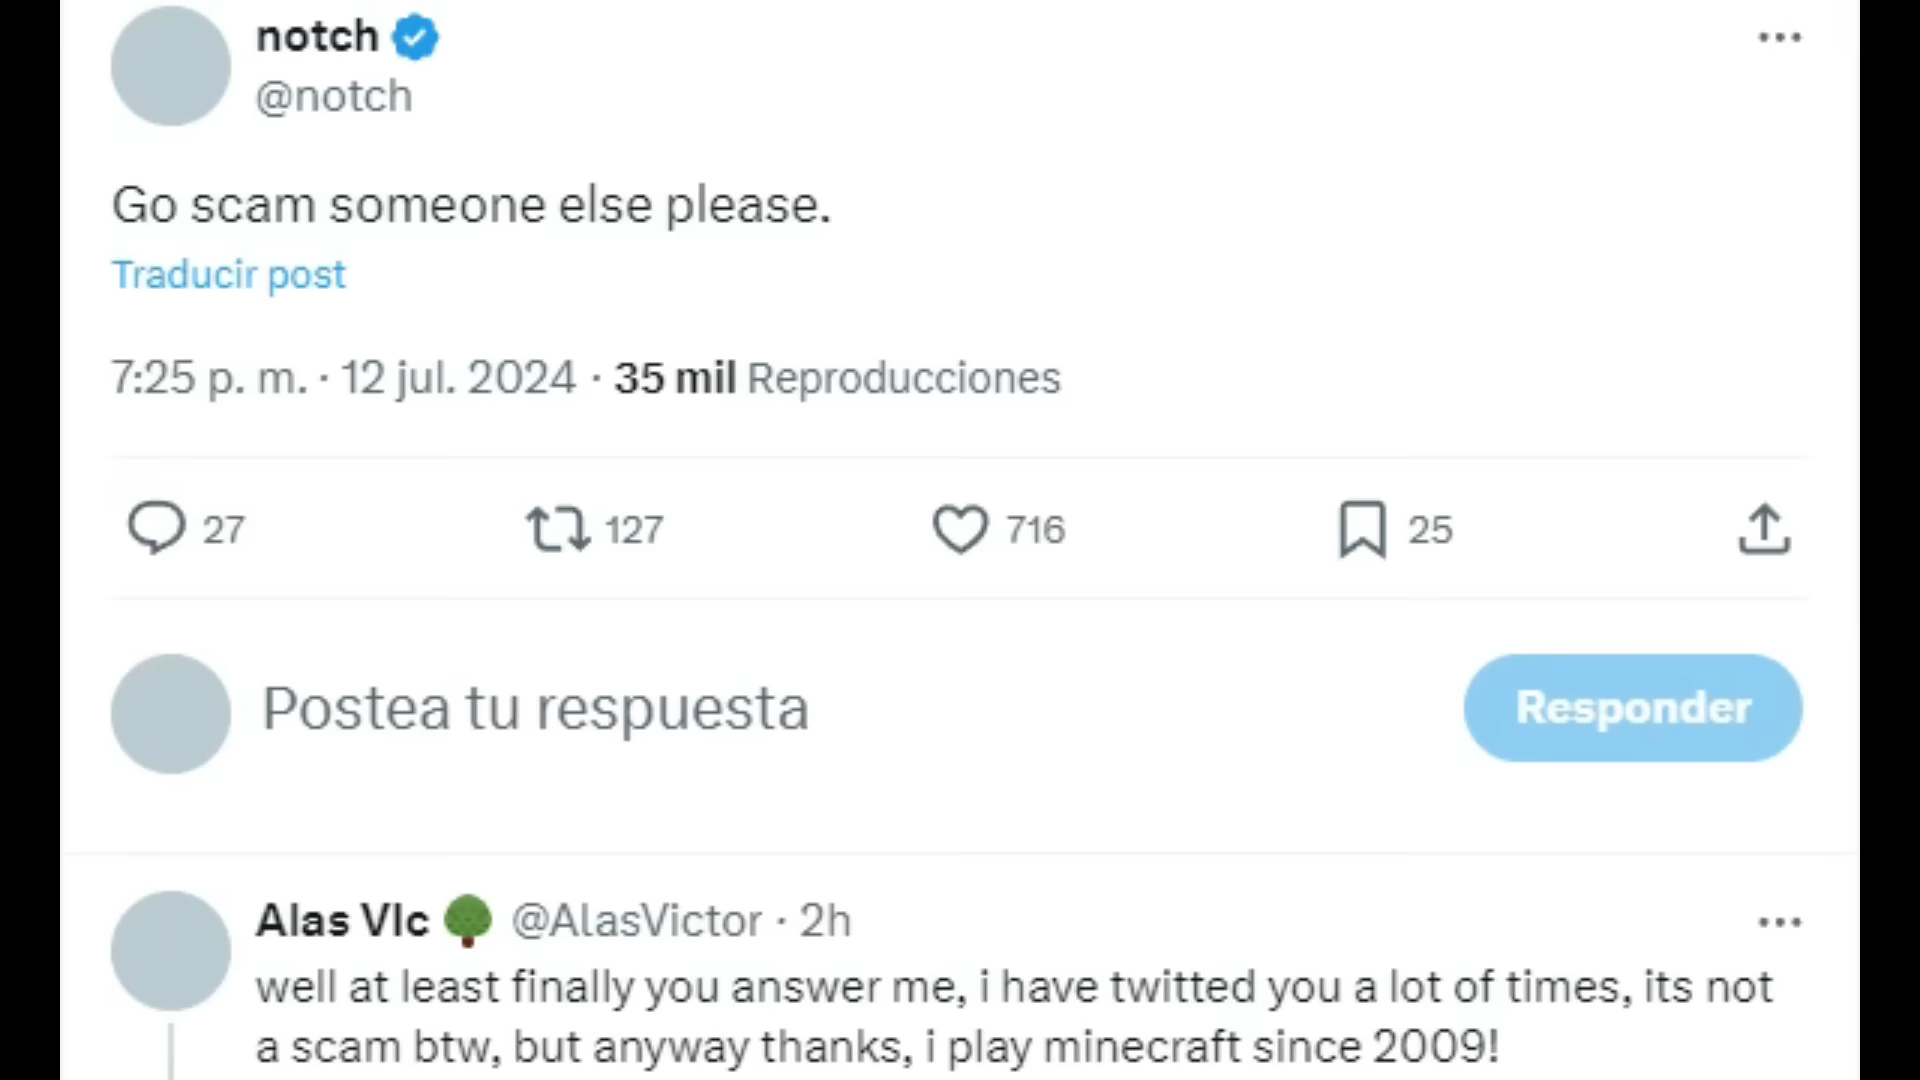 notch
@notch
Go scam someone else please.
Traducir post
7:25 p. m. · 12 jul. 2024 · 35 mil Reproducciones
27 127 716 25
Postea tu respuesta
Responder
Alas Vlc @AlasVictor · 2h
well at least finally you answer me, i have twitted you a lot of times, its not
a scam btw, but anyway thanks, i play minecraft since 2009!